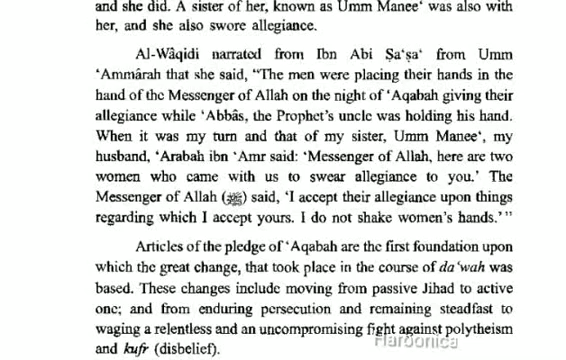 and she did. A sister of her, known as Umm Manee‘ was also with
her, and she also swore allegiance.
Al-Wâqidi narrated from Ibn Abi Ṣa‘ṣa‘ from Umm
‘Ammârah that she said, “The men were placing their hands in the
hand of the Messenger of Allah on the night of ‘Aqabah giving their
allegiance while ‘Abbâs, the Prophet’s uncle was holding his hand.
When it was my turn and that of my sister, Umm Manee‘, my
husband, ‘Arabah ibn ‘Amr said: ‘Messenger of Allah, here are two
women who came with us to swear allegiance to you.’ The
Messenger of Allah (ﷺ) said, ‘I accept their allegiance upon things
regarding which I accept yours. I do not shake women’s hands.’”
Articles of the pledge of ‘Aqabah are the first foundation upon
which the great change, that took place in the course of da‘wah was
based. These changes include moving from passive Jihad to active
one; and from enduring persecution and remaining steadfast to
waging a relentless and an uncompromising fight against polytheism
and kufr (disbelief).